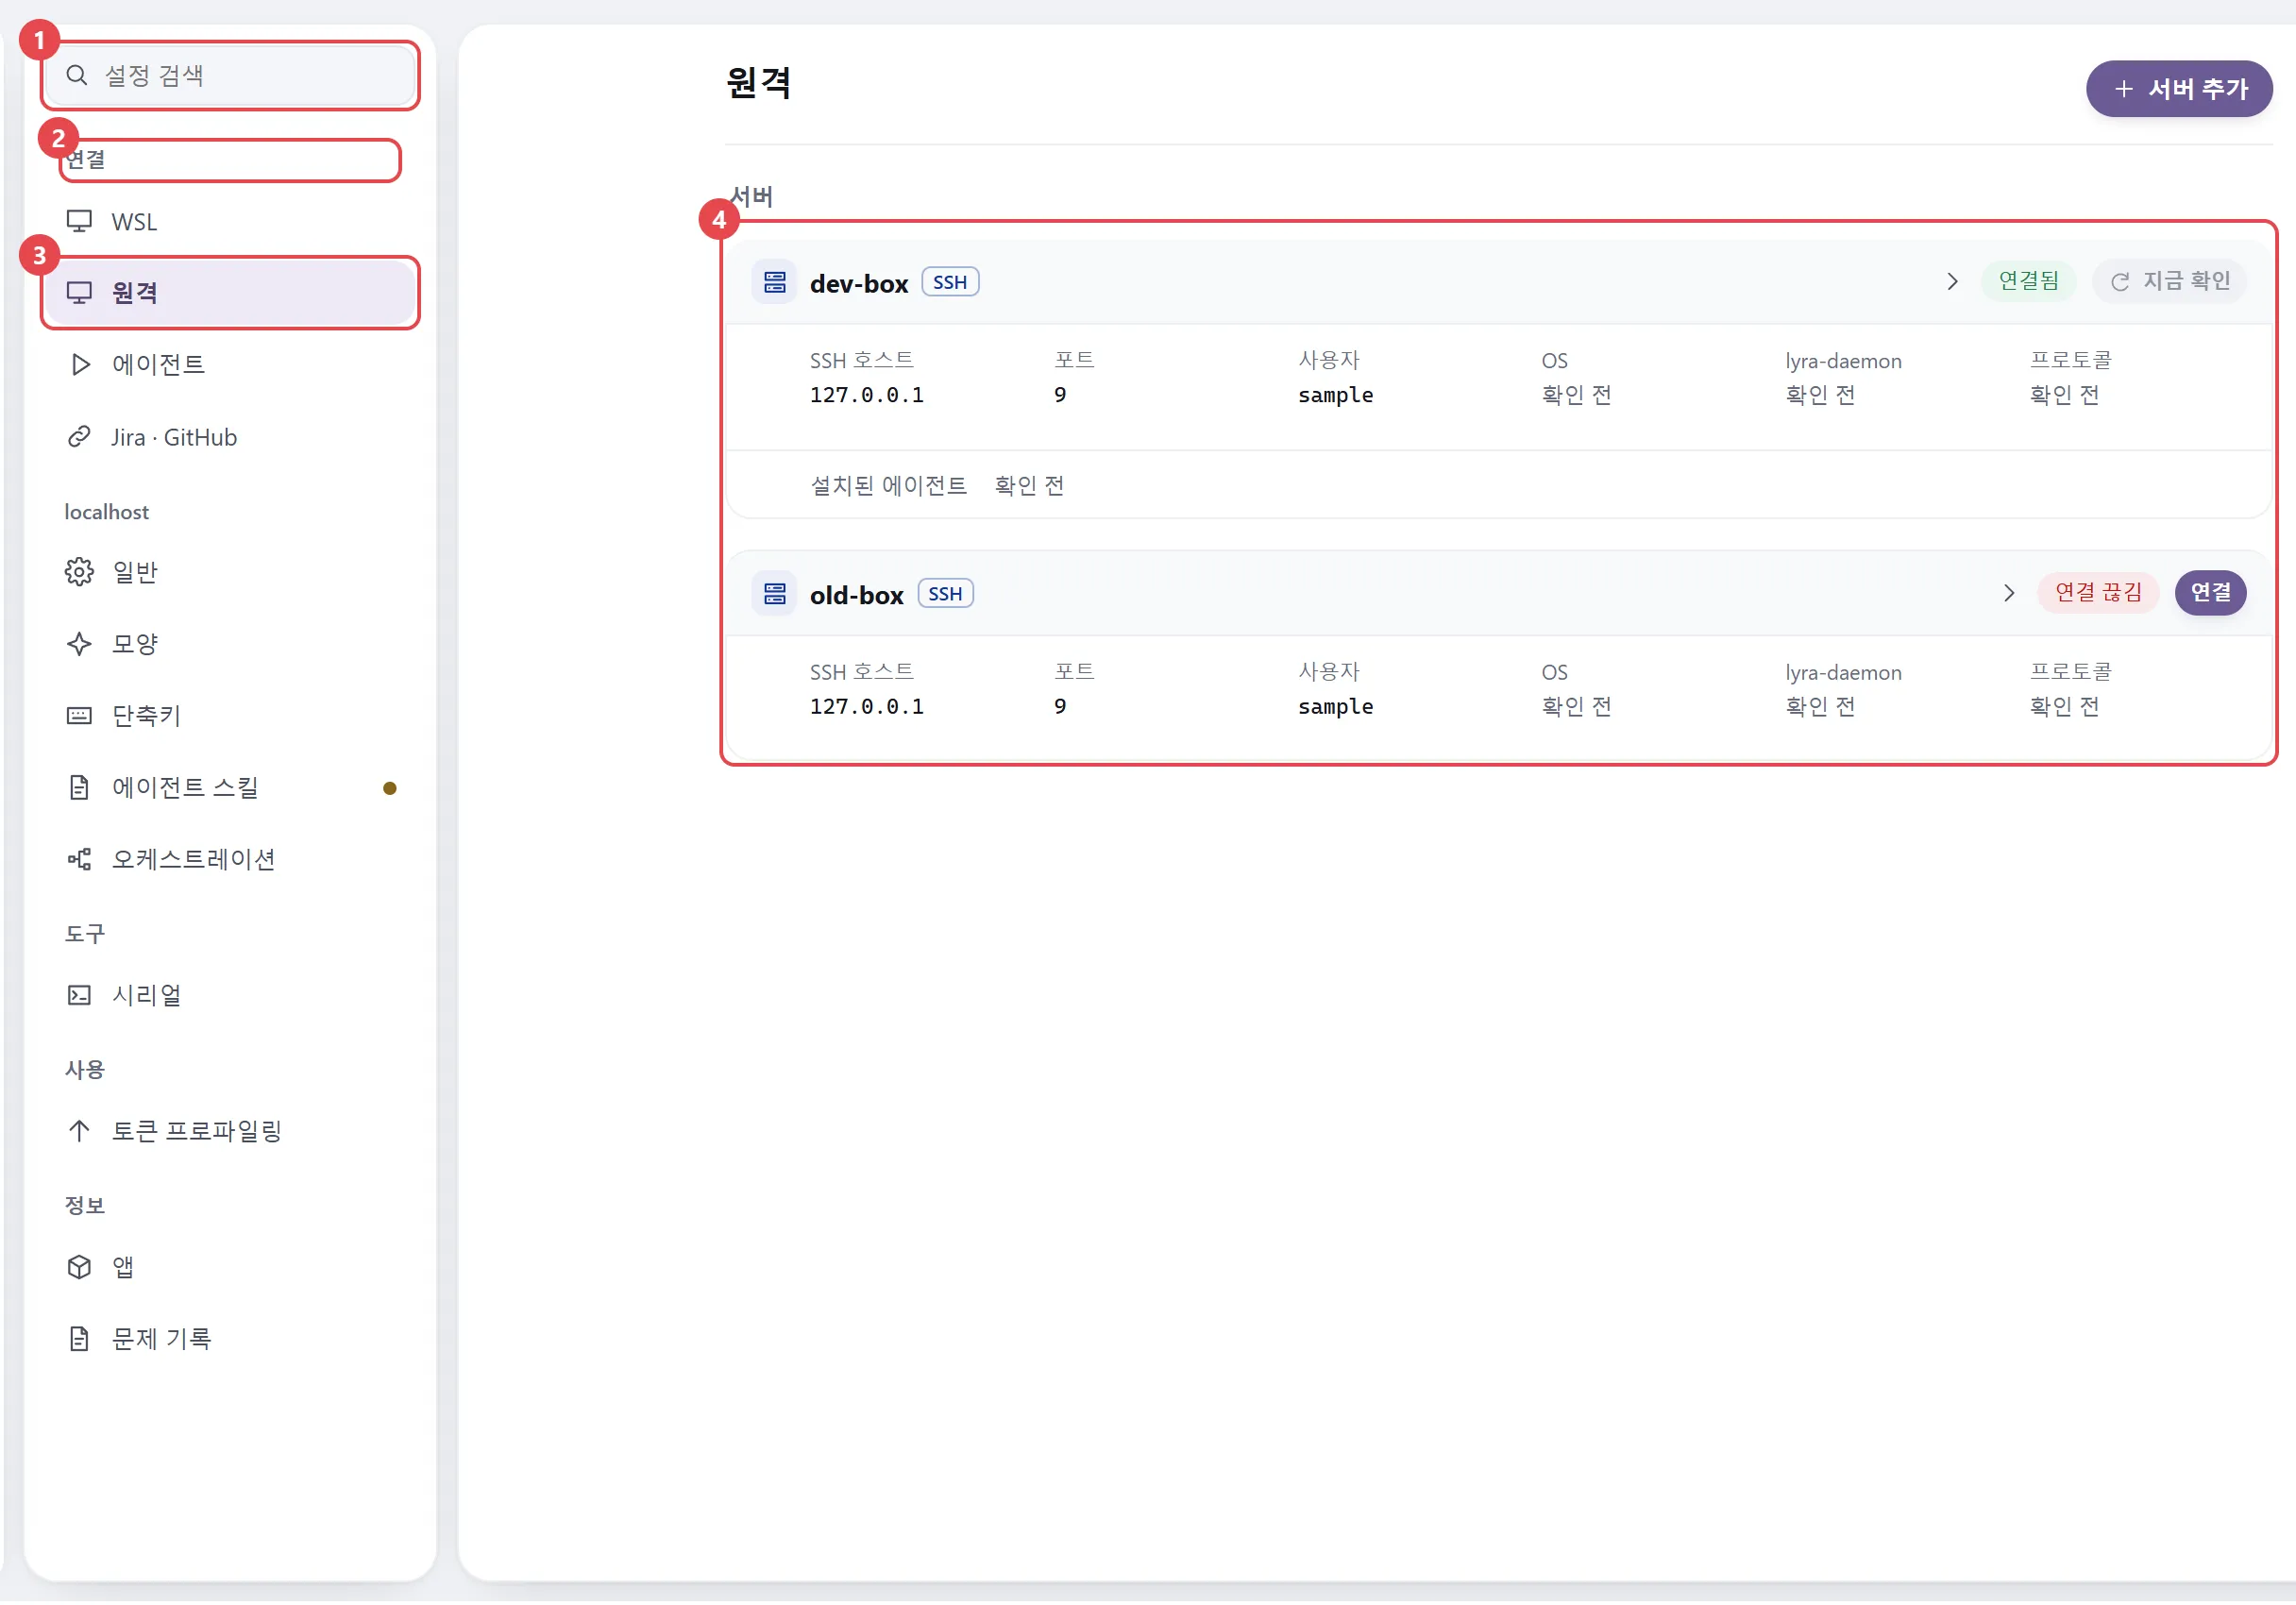 1
설정 검색
2
연결
WSL
3
원격
에이전트
Jira · GitHub
localhost
일반
모양
단축키
에이전트 스킬
오케스트레이션
도구
시리얼
사용
토큰 프로파일링
정보
앱
문제 기록
원격
서버 추가
서버
4
dev-box SSH 연결됨 지금 확인
SSH 호스트 포트 사용자 OS lyra-daemon 프로토콜
127.0.0.1 9 sample 확인 전 확인 전 확인 전
설치된 에이전트 확인 전
old-box SSH 연결 끊김 연결
SSH 호스트 포트 사용자 OS lyra-daemon 프로토콜
127.0.0.1 9 sample 확인 전 확인 전 확인 전